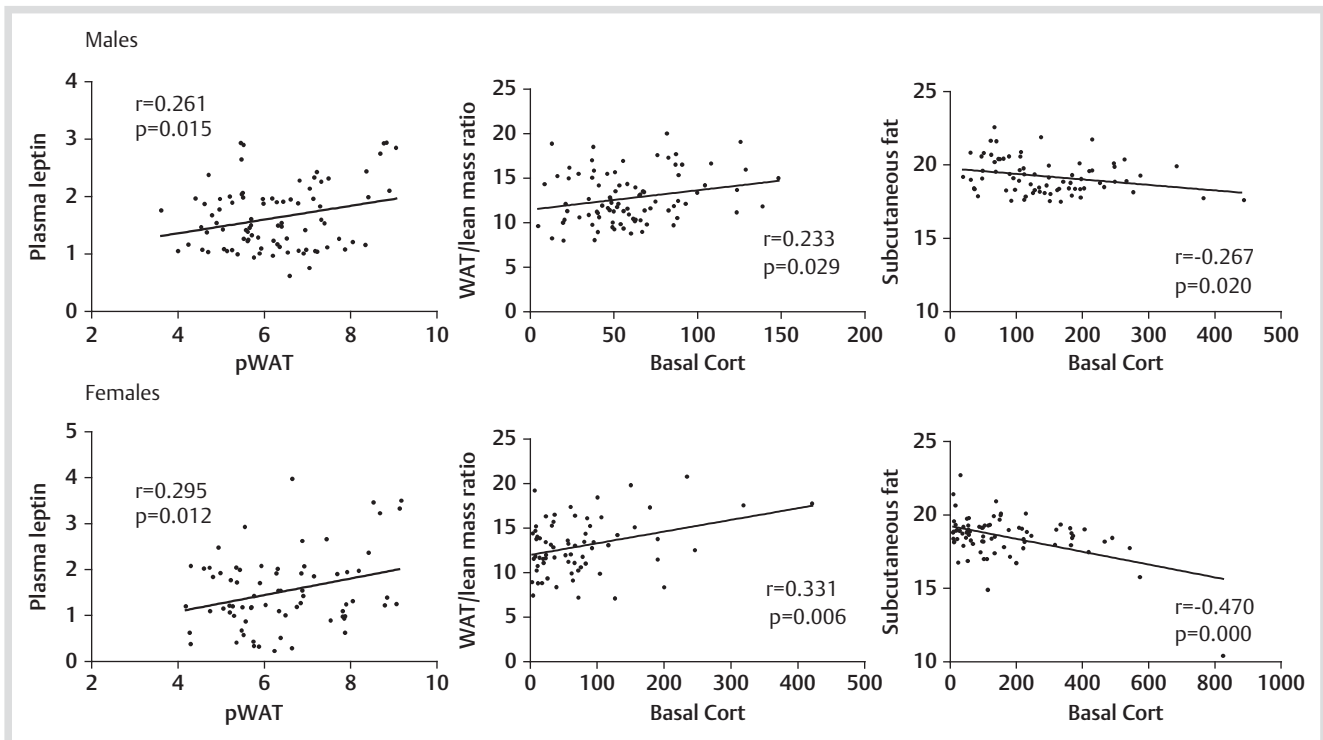 Males
4
3
2
1
0
Plasma leptin
r=0.261
p=0.015
2 4 6 8 10
pWAT
25
20
15
10
5
0
WAT/lean mass ratio
r=0.233
p=0.029
0 50 100 150 200
Basal Cort
25
20
15
10
Subcutaneous fat
r=-0.267
p=0.020
0 100 200 300 400 500
Basal Cort
Females
5
4
3
2
1
0
Plasma leptin
r=0.295
p=0.012
2 4 6 8 10
pWAT
25
20
15
10
5
0
WAT/lean mass ratio
r=0.331
p=0.006
0 100 200 300 400 500
Basal Cort
25
20
15
10
Subcutaneous fat
r=-0.470
p=0.000
0 200 400 600 800 1000
Basal Cort